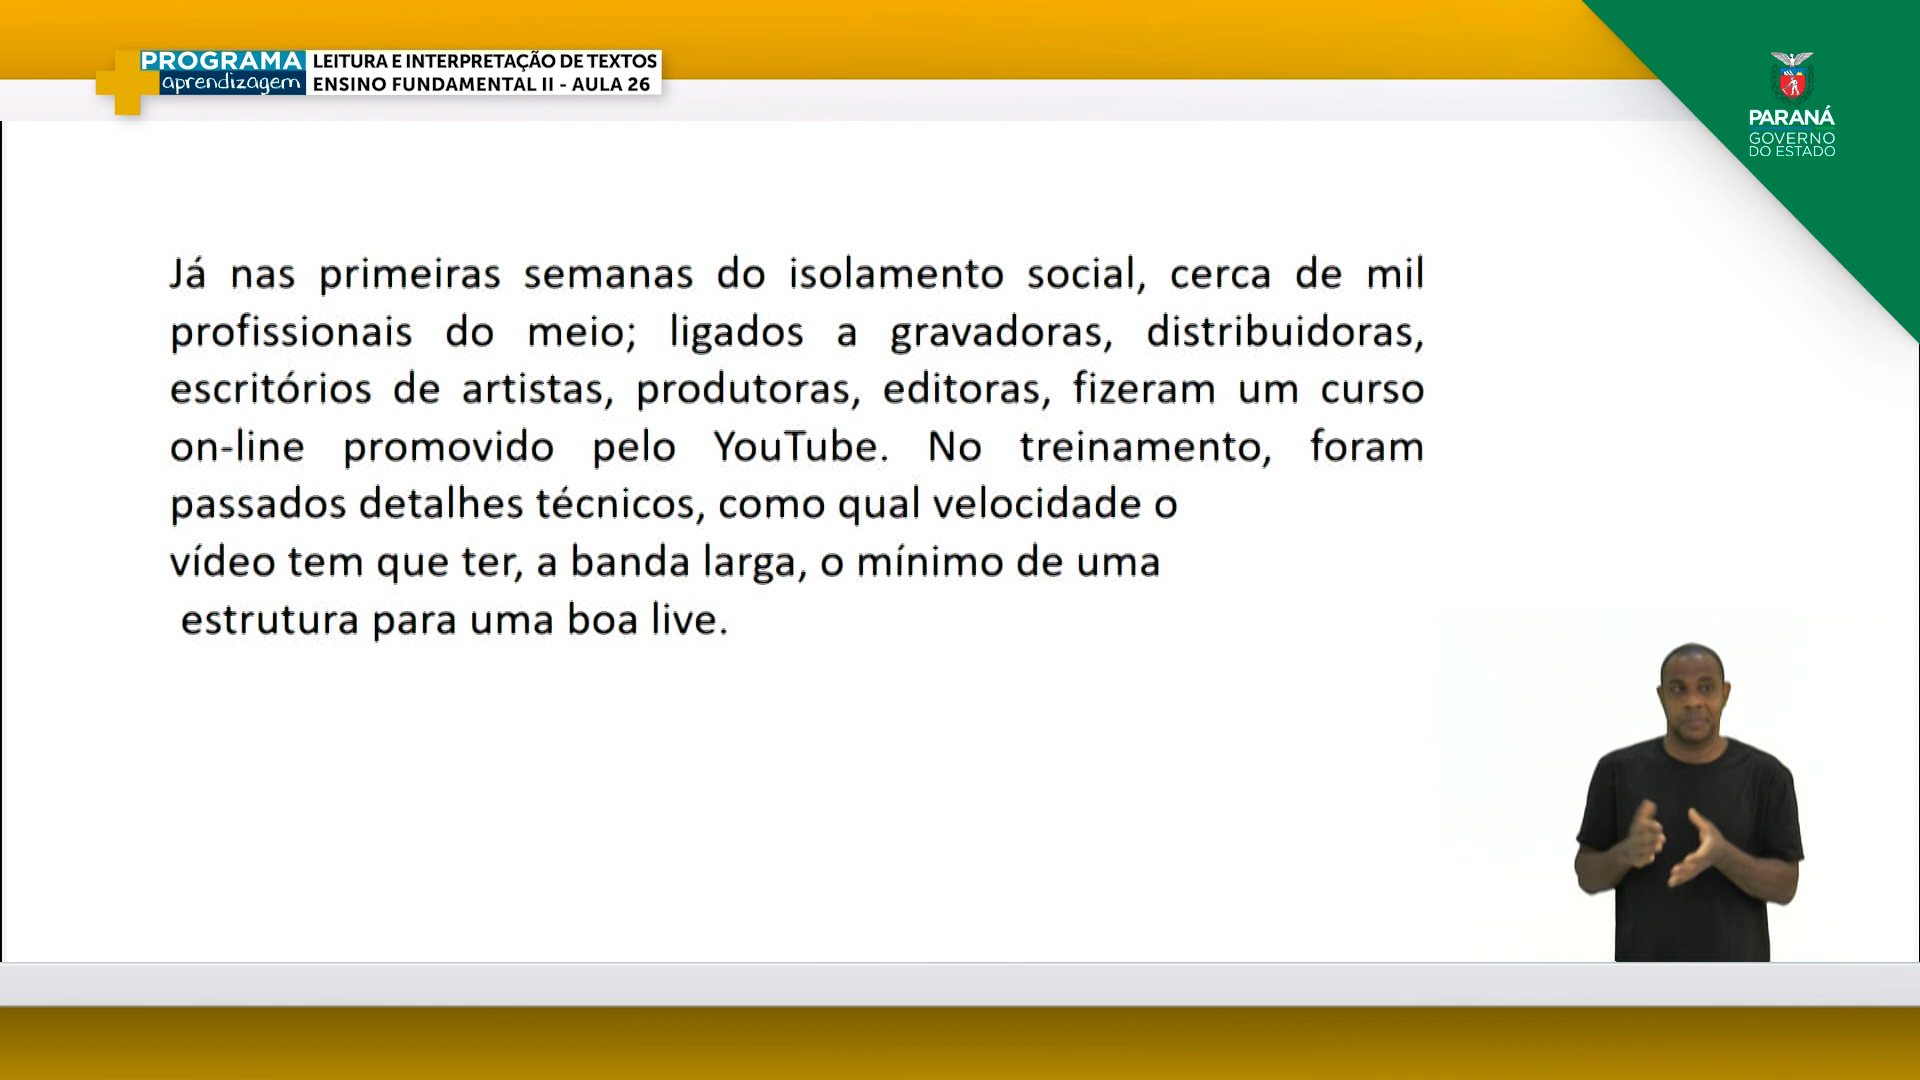 PROGRAMA
aprendizagem
LEITURA E INTERPRETAÇÃO DE TEXTOS
ENSINO FUNDAMENTAL II - AULA 26
PARANÁ
GOVERNO
DO ESTADO
Já nas primeiras semanas do isolamento social, cerca de mil
profissionais do meio; ligados a gravadoras, distribuidoras,
escritórios de artistas, produtoras, editoras, fizeram um curso
on-line promovido pelo YouTube. No treinamento, foram
passados detalhes técnicos, como qual velocidade o
vídeo tem que ter, a banda larga, o mínimo de uma
estrutura para uma boa live.